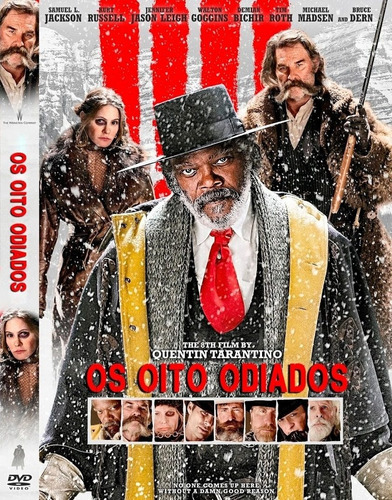 SAMUEL L. JACKSON
KURT RUSSELL
JENNIFER JASON LEIGH
WALTON GOGGINS
DEMIÁN BICHIR
TIM ROTH
MICHAEL MADSEN
BRUCE AND DERN
OS OITO ODIADOS
DVD
VIDEO
THE 8TH FILM BY
QUENTIN TARANTINO
OS OITO ODIADOS
NO ONE COMES UP HERE
WITHOUT A DAMN GOOD REASON